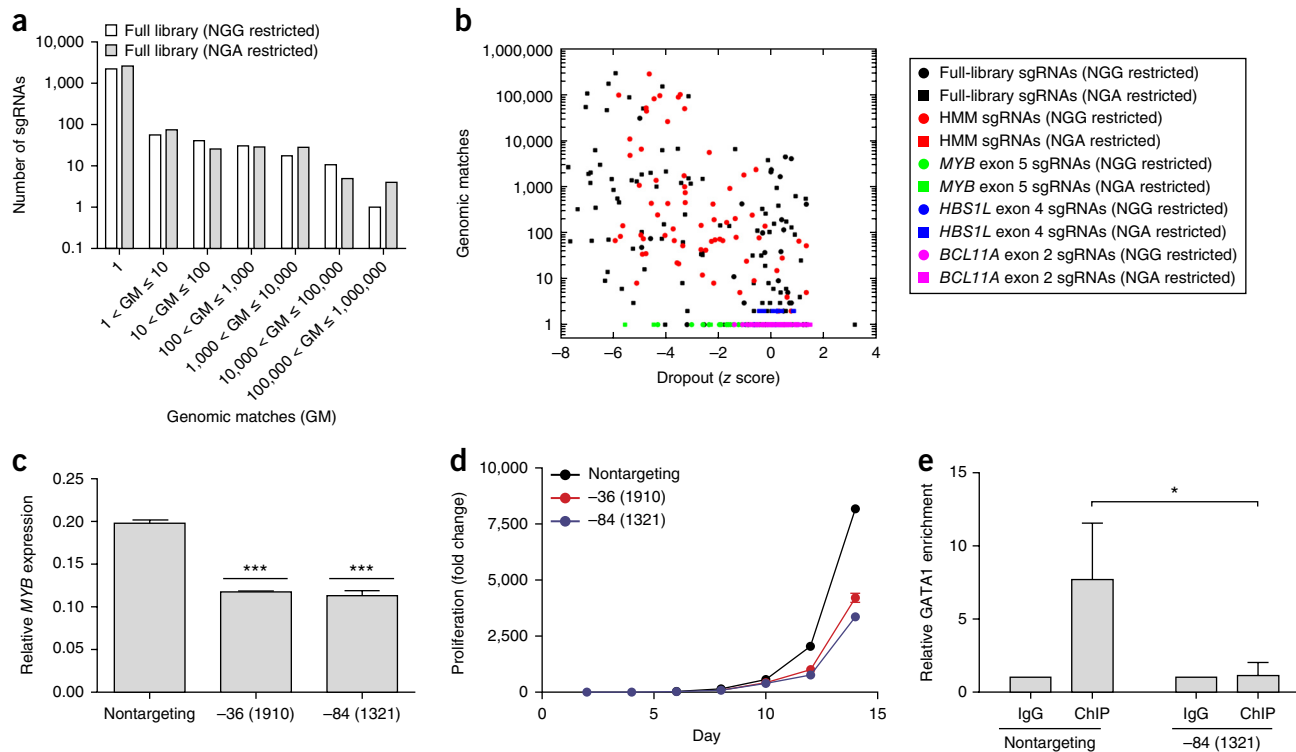 a
Full library (NGG restricted)
Full library (NGA restricted)
Number of sgRNAs
10,000
1,000
100
10
1
0.1
1
1 < GM ≤ 10
10 < GM ≤ 100
100 < GM ≤ 1,000
1,000 < GM ≤ 10,000
10,000 < GM ≤ 100,000
100,000 < GM ≤ 1,000,000
Genomic matches (GM)
b
Genomic matches
1,000,000
100,000
10,000
1,000
100
10
1
−8 −6 −4 −2 0 2 4
Dropout (z score)
Full-library sgRNAs (NGG restricted)
Full-library sgRNAs (NGA restricted)
HMM sgRNAs (NGG restricted)
HMM sgRNAs (NGA restricted)
MYB exon 5 sgRNAs (NGG restricted)
MYB exon 5 sgRNAs (NGA restricted)
HBS1L exon 4 sgRNAs (NGG restricted)
HBS1L exon 4 sgRNAs (NGA restricted)
BCL11A exon 2 sgRNAs (NGG restricted)
BCL11A exon 2 sgRNAs (NGA restricted)
c
Relative MYB expression
0.25
0.20
0.15
0.10
0.05
0.00
*** ***
Nontargeting −36 (1910) −84 (1321)
d
Proliferation (fold change)
10,000
7,500
5,000
2,500
0
Nontargeting
−36 (1910)
−84 (1321)
0 5 10 15
Day
e
Relative GATA1 enrichment
15
10
5
0
*
IgG ChIP IgG ChIP
Nontargeting −84 (1321)